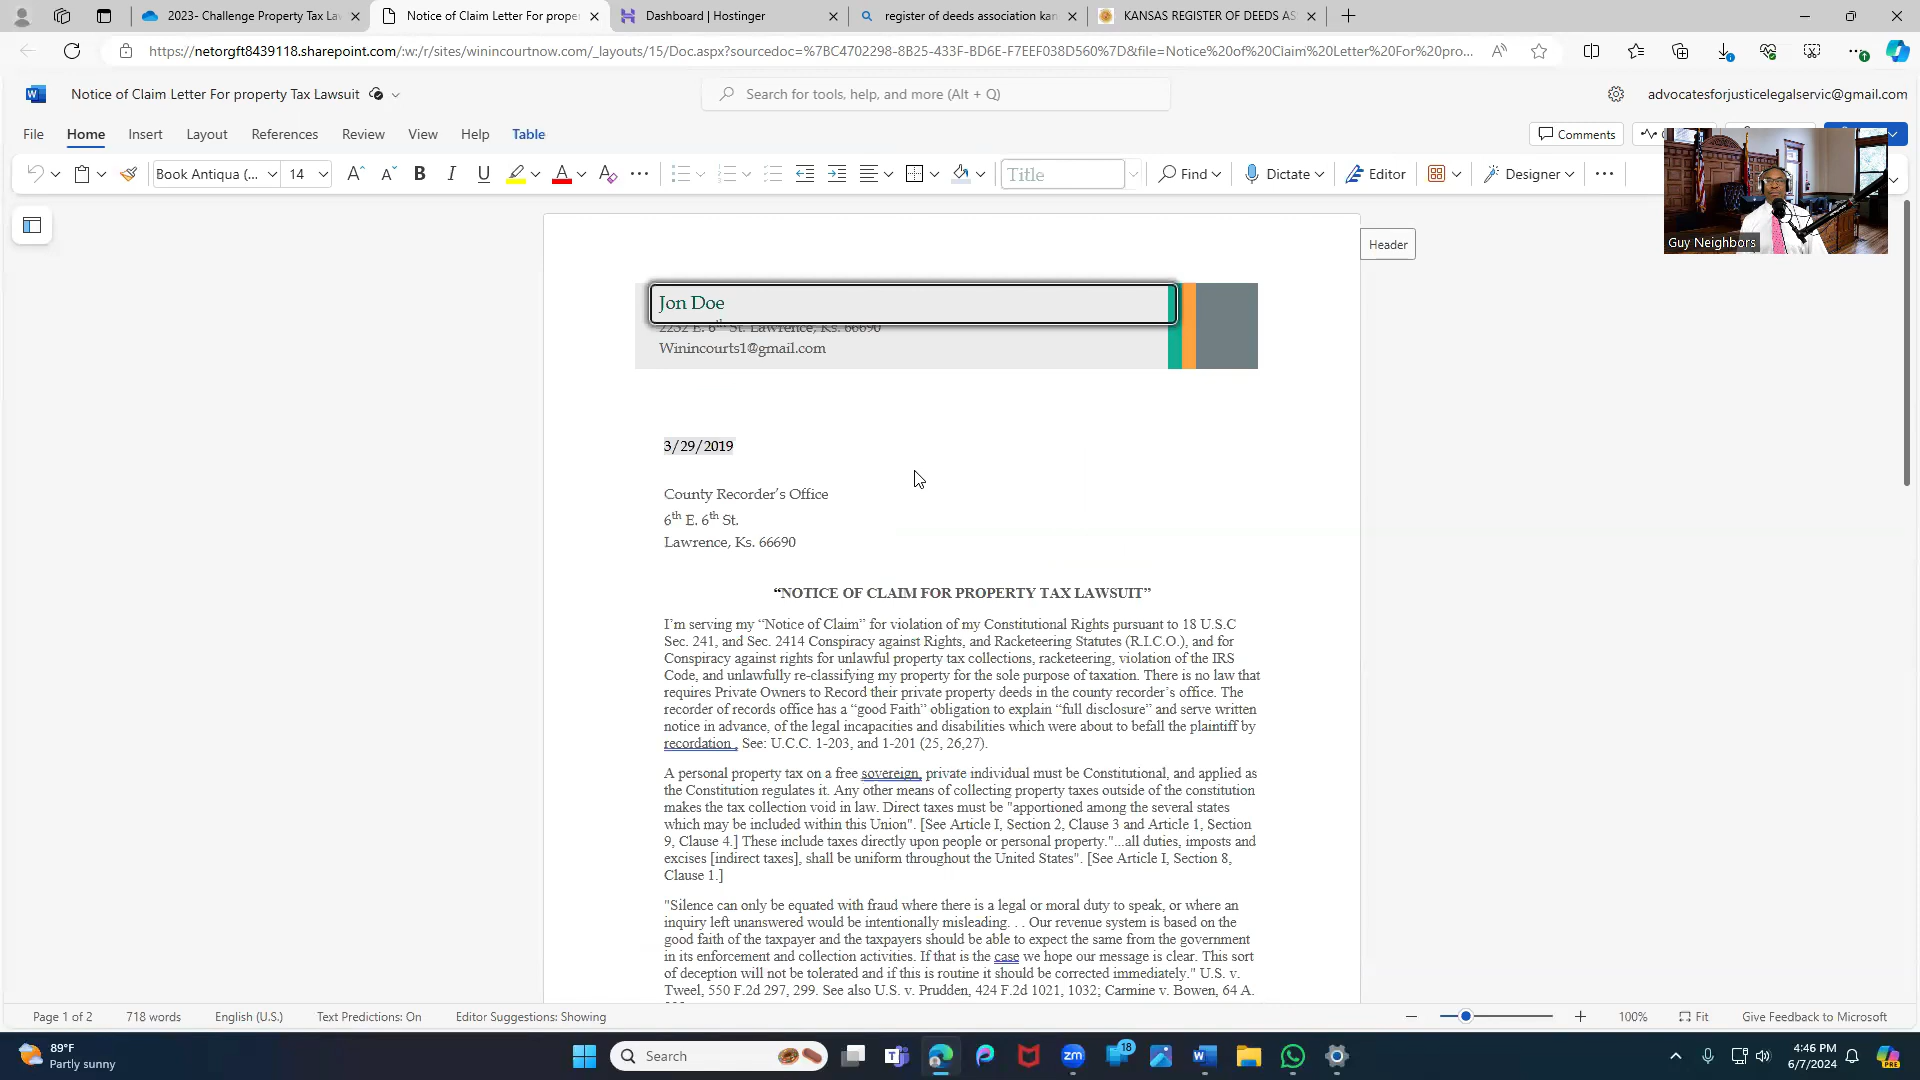 2023- Challenge Property Tax La
Notice of Claim Letter For prope
Dashboard | Hostinger
register of deeds association kan
KANSAS REGISTER OF DEEDS AS
https://netorgft8439118.sharepoint.com/:w:/r/sites/winincourtnow.com/_layouts/15/Doc.aspx?sourcedoc=%7BC4702298-8B25-433F-BD6E-F7EEF038D560%7D&file=Notice%20of%20Claim%20Letter%20For%20pro...
Notice of Claim Letter For property Tax Lawsuit
Search for tools, help, and more (Alt + Q)
advocatesforjusticelegalservic@gmail.com
File Home Insert Layout References Review View Help Table
Comments
Book Antiqua (... 14 B I U A Title Find Dictate Editor Designer
Guy Neighbors
Header
Jon Doe
2252 E. 6th St. Lawrence, Ks. 66690
Winincourts1@gmail.com
3/29/2019
County Recorder's Office
6th E. 6th St.
Lawrence, Ks. 66690
"NOTICE OF CLAIM FOR PROPERTY TAX LAWSUIT"
I'm serving my "Notice of Claim" for violation of my Constitutional Rights pursuant to 18 U.S.C
Sec. 241, and Sec. 2414 Conspiracy against Rights, and Racketeering Statutes (R.I.C.O.), and for
Conspiracy against rights for unlawful property tax collections, racketeering, violation of the IRS
Code, and unlawfully re-classifying my property for the sole purpose of taxation. There is no law that
requires Private Owners to Record their private property deeds in the county recorder's office. The
recorder of records office has a "good Faith" obligation to explain "full disclosure" and serve written
notice in advance, of the legal incapacities and disabilities which were about to befall the plaintiff by
recordation , See: U.C.C. 1-203, and 1-201 (25, 26,27).
A personal property tax on a free sovereign, private individual must be Constitutional, and applied as
the Constitution regulates it. Any other means of collecting property taxes outside of the constitution
makes the tax collection void in law. Direct taxes must be "apportioned among the several states
which may be included within this Union". [See Article I, Section 2, Clause 3 and Article 1, Section
9, Clause 4.] These include taxes directly upon people or personal property."...all duties, imposts and
excises [indirect taxes], shall be uniform throughout the United States". [See Article I, Section 8,
Clause 1.]
"Silence can only be equated with fraud where there is a legal or moral duty to speak, or where an
inquiry left unanswered would be intentionally misleading. . . Our revenue system is based on the
good faith of the taxpayer and the taxpayers should be able to expect the same from the government
in its enforcement and collection activities. If that is the case we hope our message is clear. This sort
of deception will not be tolerated and if this is routine it should be corrected immediately." U.S. v.
Tweel, 550 F.2d 297, 299. See also U.S. v. Prudden, 424 F.2d 1021, 1032; Carmine v. Bowen, 64 A.
Page 1 of 2 718 words English (U.S.) Text Predictions: On Editor Suggestions: Showing
100% Fit Give Feedback to Microsoft
89°F
Partly sunny
Search
18
4:46 PM
6/7/2024